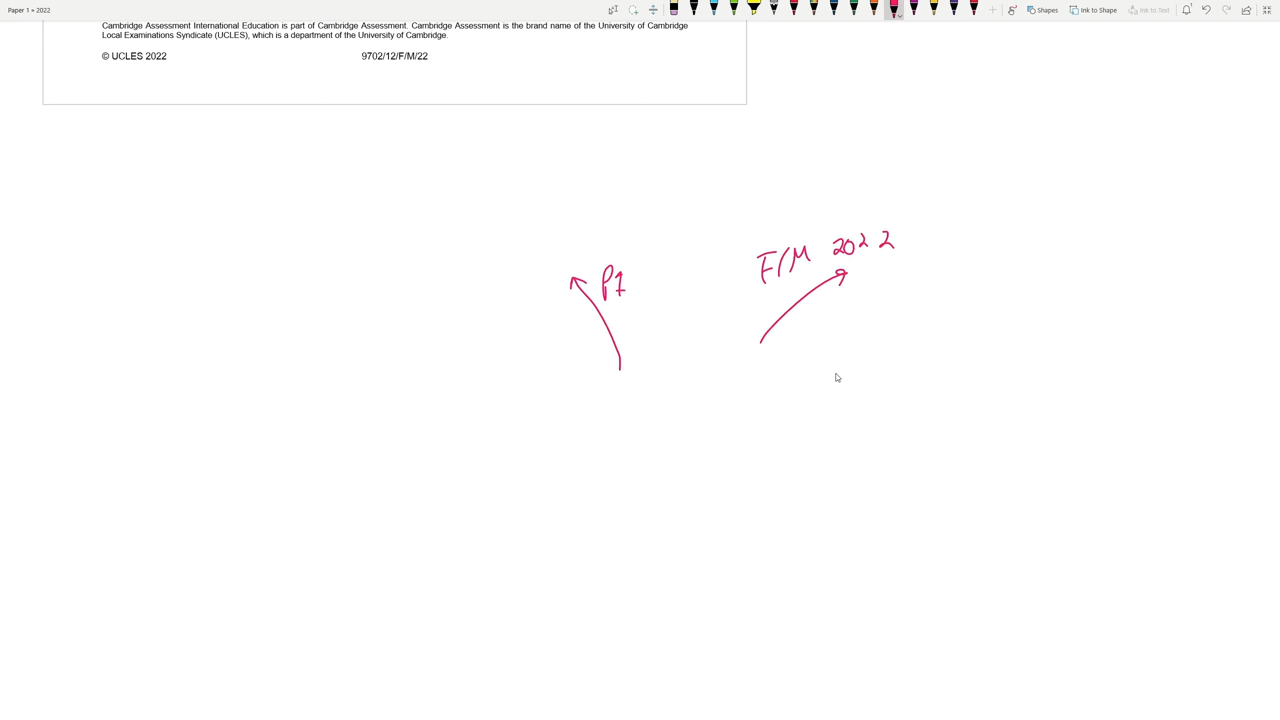 Paper 1 » 2022
Shapes
Ink to Shape
Ink to Text
Cambridge Assessment International Education is part of Cambridge Assessment. Cambridge Assessment is the brand name of the University of Cambridge
Local Examinations Syndicate (UCLES), which is a department of the University of Cambridge.
© UCLES 2022 9702/12/F/M/22
F/M 2022
P1